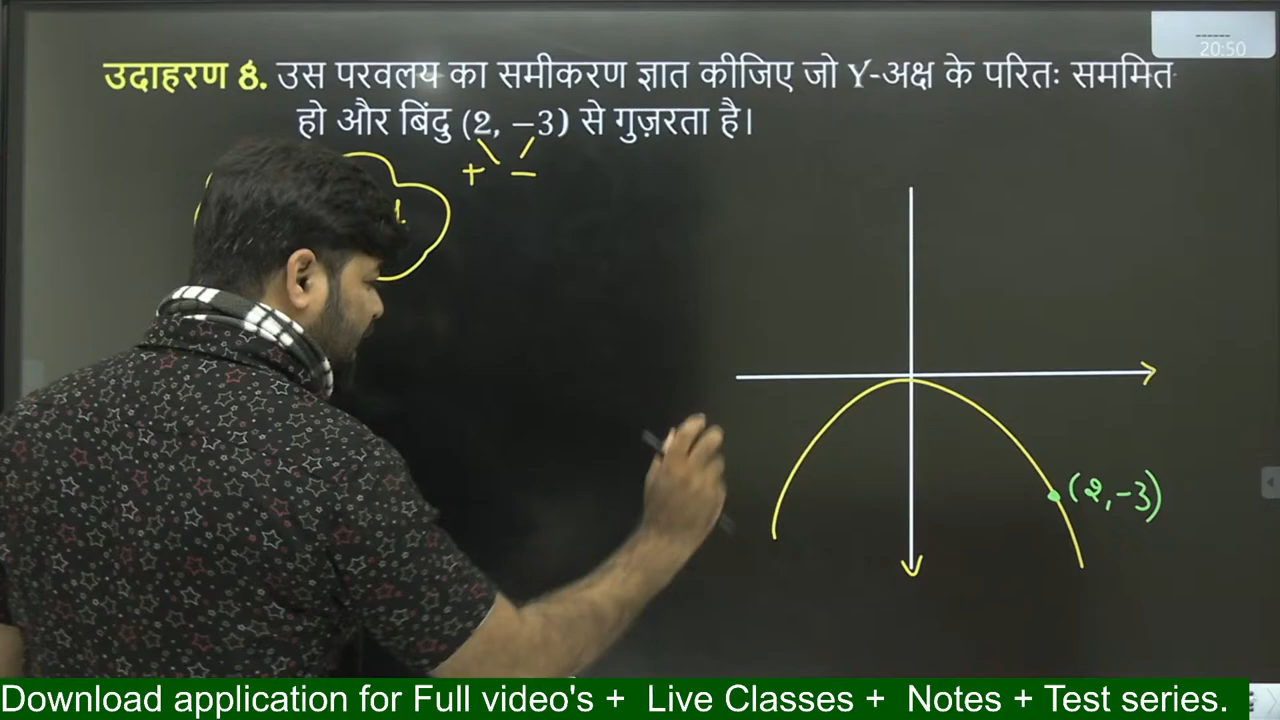 20:50
उदाहरण 8. उस परवलय का समीकरण ज्ञात कीजिए जो Y-अक्ष के परितः सममित
हो और बिंदु (2, −3) से गुज़रता है।
+ −
(2, -3)
Download application for Full video's + Live Classes + Notes + Test series.